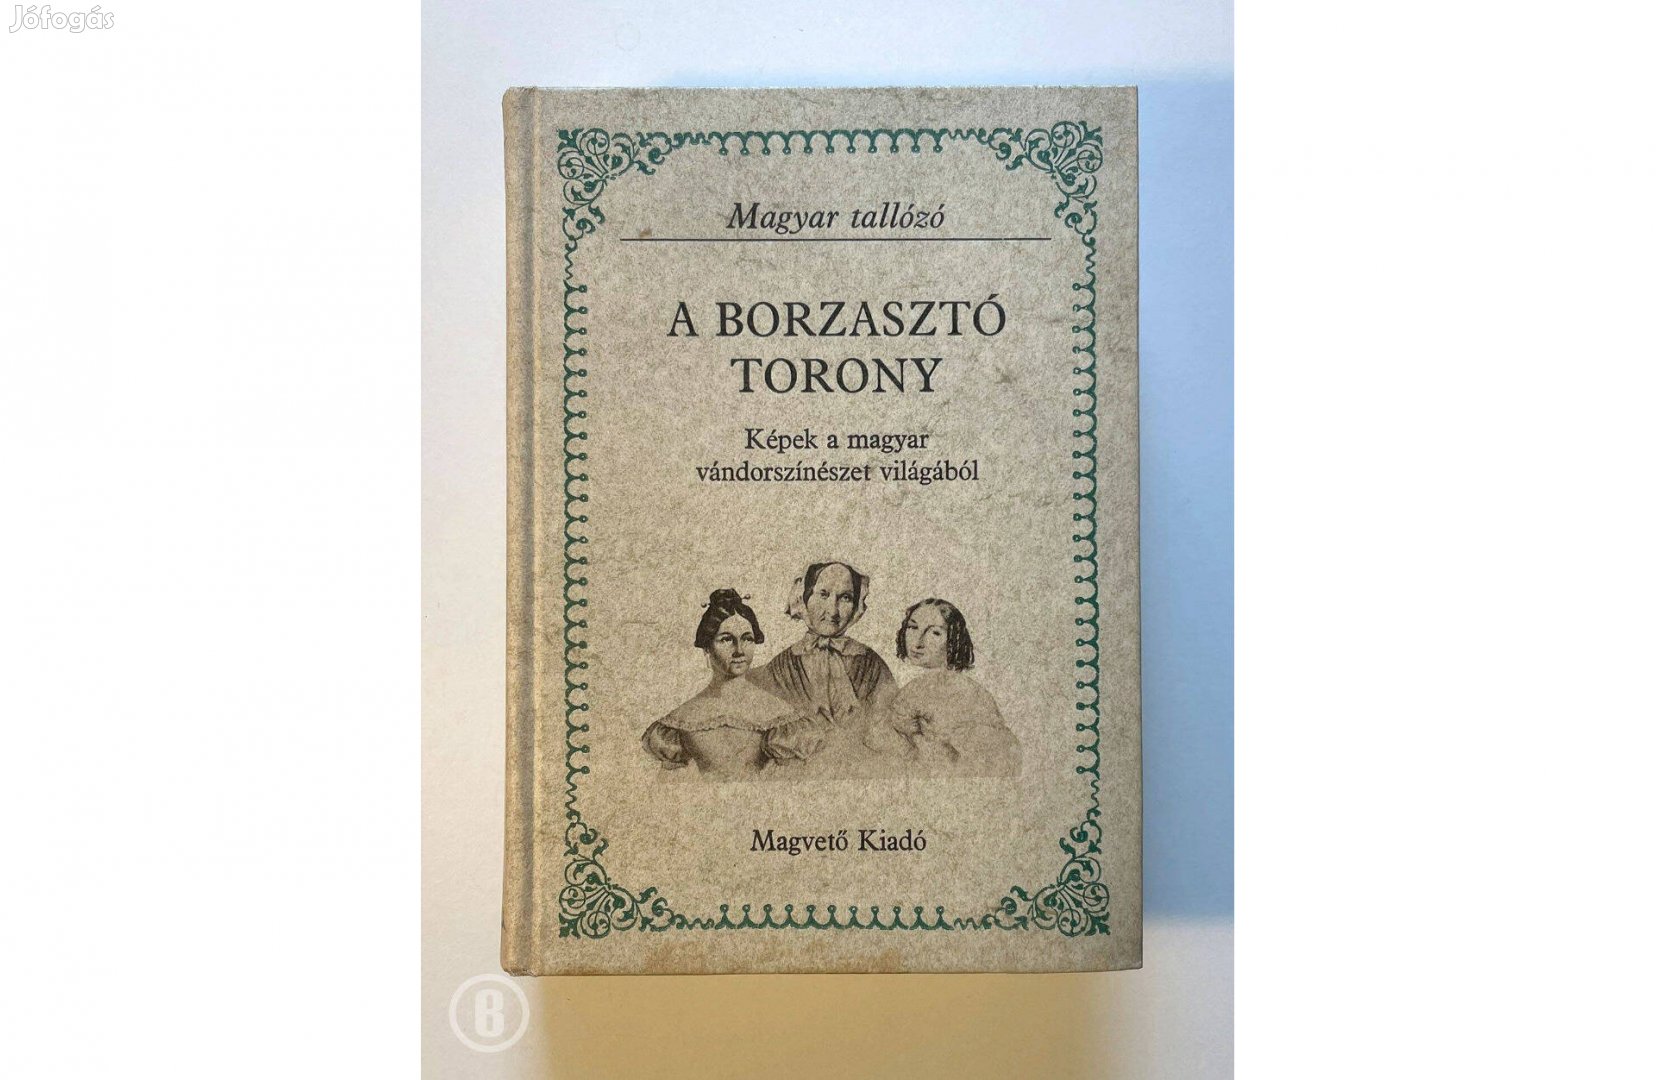 Jófogás
Magyar tallózó
A BORZASZTÓ
TORONY
Képek a magyar
vándorszínészet világából
Magvető Kiadó
B